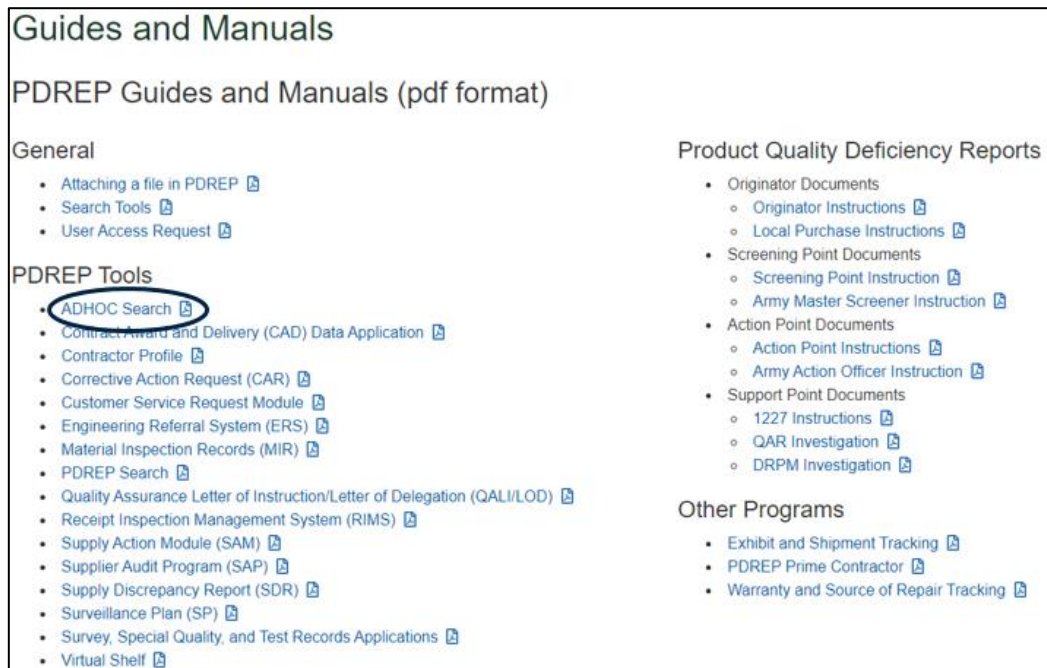 Guides and Manuals
PDREP Guides and Manuals (pdf format)
General
Attaching a file in PDREP
Search Tools
User Access Request
PDREP Tools
ADHOC Search
Contract Award and Delivery (CAD) Data Application
Contractor Profile
Corrective Action Request (CAR)
Customer Service Request Module
Engineering Referral System (ERS)
Material Inspection Records (MIR)
PDREP Search
Quality Assurance Letter of Instruction/Letter of Delegation (QALI/LOD)
Receipt Inspection Management System (RIMS)
Supply Action Module (SAM)
Supplier Audit Program (SAP)
Supply Discrepancy Report (SDR)
Surveillance Plan (SP)
Survey, Special Quality, and Test Records Applications
Virtual Shelf
Product Quality Deficiency Reports
Originator Documents
Originator Instructions
Local Purchase Instructions
Screening Point Documents
Screening Point Instruction
Army Master Screener Instruction
Action Point Documents
Action Point Instructions
Army Action Officer Instruction
Support Point Documents
1227 Instructions
QAR Investigation
DRPM Investigation
Other Programs
Exhibit and Shipment Tracking
PDREP Prime Contractor
Warranty and Source of Repair Tracking